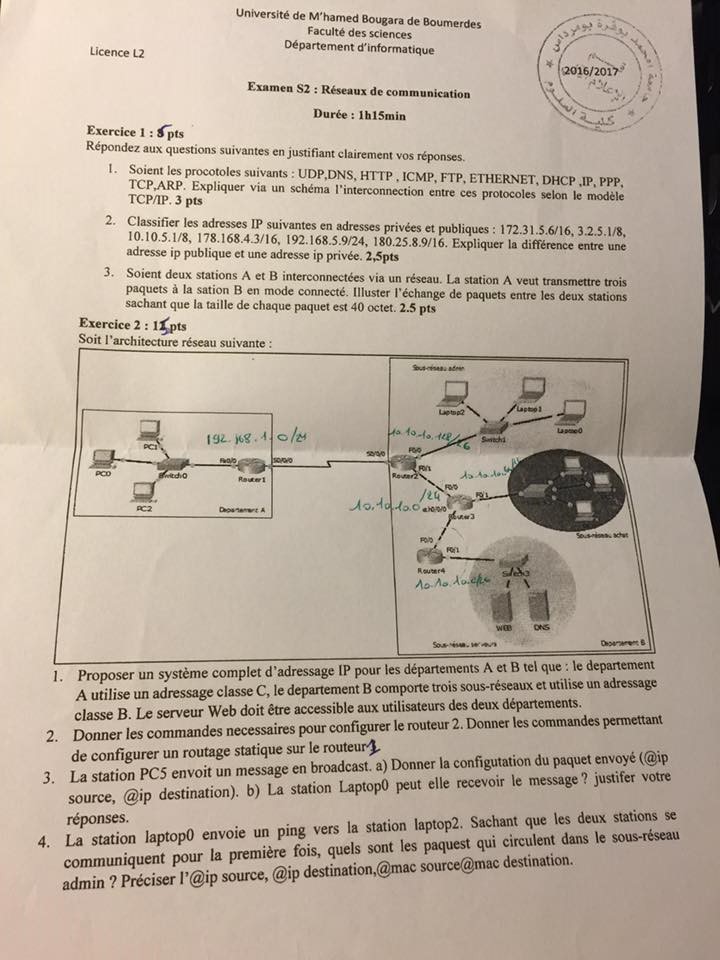 Université de M'hamed Bougara de Boumerdes
Faculté des sciences
Département d'informatique
Licence L2
2016/2017
Examen S2 : Réseaux de communication
Durée : 1h15min
Exercice 1 : 5 pts
Répondez aux questions suivantes en justifiant clairement vos réponses.
1. Soient les procotoles suivants : UDP,DNS, HTTP , ICMP, FTP, ETHERNET, DHCP ,IP, PPP,
TCP,ARP. Expliquer via un schéma l'interconnection entre ces protocoles selon le modèle
TCP/IP. 3 pts
2. Classifier les adresses IP suivantes en adresses privées et publiques : 172.31.5.6/16, 3.2.5.1/8,
10.10.5.1/8, 178.168.4.3/16, 192.168.5.9/24, 180.25.8.9/16. Expliquer la différence entre une
adresse ip publique et une adresse ip privée. 2,5pts
3. Soient deux stations A et B interconnectées via un réseau. La station A veut transmettre trois
paquets à la sation B en mode connecté. Illuster l'échange de paquets entre les deux stations
sachant que la taille de chaque paquet est 40 octet. 2.5 pts
Exercice 2 : pts
Soit l'architecture réseau suivante :
Sous-réseau admin
Laptop2
Laptop1
Laptop0
Switch1
10.10.10.128/26
192.168.1.0/24
PC1
PC0
Switch0
PC2
Fa0/0
Router1
S0/0/0
Departement A
S0/0/0
F0/0
Router2
F0/1
10.10.10.0/24
F0/0
F0/1
Router3
Sous-réseau achat
F0/0
Router4
F0/1
10.10.10.
WEB
DNS
Sous-réseau serveurs
Departement B
1. Proposer un système complet d'adressage IP pour les départements A et B tel que : le departement
A utilise un adressage classe C, le departement B comporte trois sous-réseaux et utilise un adressage
classe B. Le serveur Web doit être accessible aux utilisateurs des deux départements.
2. Donner les commandes necessaires pour configurer le routeur 2. Donner les commandes permettant
de configurer un routage statique sur le routeur1
3. La station PC5 envoit un message en broadcast. a) Donner la configutation du paquet envoyé (@ip
source, @ip destination). b) La station Laptop0 peut elle recevoir le message ? justifer votre
réponses.
4. La station laptop0 envoie un ping vers la station laptop2. Sachant que les deux stations se
communiquent pour la première fois, quels sont les paquest qui circulent dans le sous-réseau
admin ? Préciser l'@ip source, @ip destination,@mac source@mac destination.